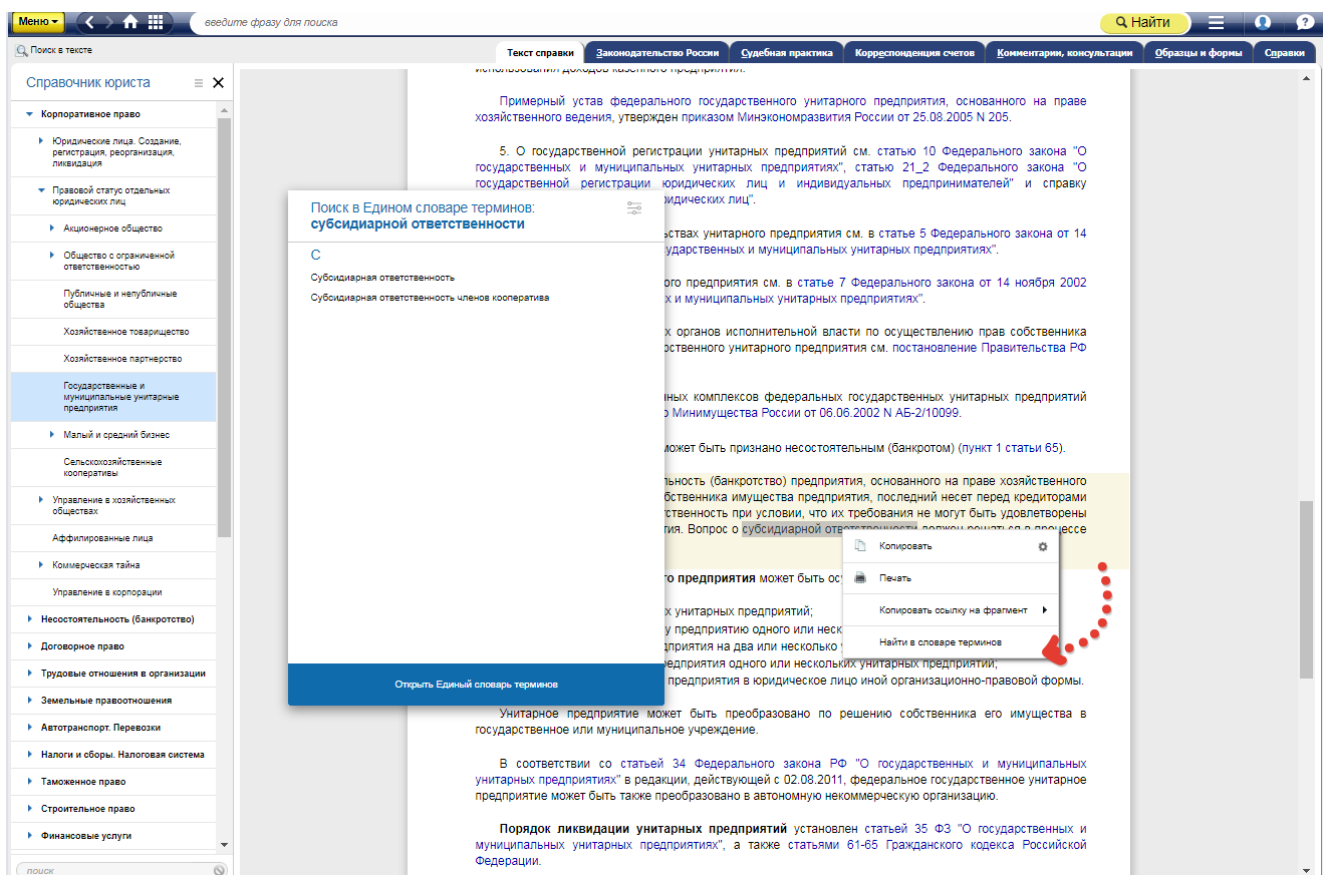 Меню
введите фразу для поиска
Найти
Поиск в тексте
Текст справки
Законодательство России
Судебная практика
Корреспонденция счетов
Комментарии, консультации
Образцы и формы
Справки
Справочник юриста
Корпоративное право
Юридические лица. Создание,
регистрация, реорганизация,
ликвидация
Правовой статус отдельных
юридических лиц
Акционерное общество
Общество с ограниченной
ответственностью
Публичные и непубличные
общества
Хозяйственное товарищество
Хозяйственное партнерство
Государственные и
муниципальные унитарные
предприятия
Малый и средний бизнес
Сельскохозяйственные
кооперативы
Управление в хозяйственных
обществах
Аффилированные лица
Коммерческая тайна
Управление в корпорации
Несостоятельность (банкротство)
Договорное право
Трудовые отношения в организации
Земельные правоотношения
Автотранспорт. Перевозки
Налоги и сборы. Налоговая система
Таможенное право
Строительное право
Финансовые услуги
поиск
Поиск в Едином словаре терминов:
субсидиарной ответственности
С
Субсидиарная ответственность
Субсидиарная ответственность членов кооператива
Открыть Единый словарь терминов
использования доходов казенного предприятия.
Примерный устав федерального государственного унитарного предприятия, основанного на праве
хозяйственного ведения, утвержден приказом Минэкономразвития России от 25.08.2005 N 205.
5. О государственной регистрации унитарных предприятий см. статью 10 Федерального закона "О
государственных и муниципальных унитарных предприятиях", статью 21_2 Федерального закона "О
государственной регистрации юридических лиц и индивидуальных предпринимателей" и справку
лиц".
унитарного предприятия см. в статье 5 Федерального закона от 14
и муниципальных унитарных предприятиях".
предприятия см. в статье 7 Федерального закона от 14 ноября 2002
х и муниципальных унитарных предприятиях".
х органов исполнительной власти по осуществлению прав собственника
унитарного предприятия см. постановление Правительства РФ
комплексов федеральных государственных унитарных предприятий
Минимущества России от 06.06.2002 N АБ-2/10099.
может быть признано несостоятельным (банкротом) (пункт 1 статьи 65).
(банкротство) предприятия, основанного на праве хозяйственного
имущества предприятия, последний несет перед кредиторами
при условии, что их требования не могут быть удовлетворены
Вопрос о субсидиарной ответственности должен решаться в процессе
предприятия может быть
Копировать
Печать
Копировать ссылку на фрагмент
Найти в словаре терминов
х унитарных предприятий;
предприятию одного или
на два или несколько
одного или нескольких унитарных предприятий;
предприятия в юридическое лицо иной организационно-правовой формы.
Унитарное предприятие может быть преобразовано по решению собственника его имущества в
государственное или муниципальное учреждение.
В соответствии со статьей 34 Федерального закона РФ "О государственных и муниципальных
унитарных предприятиях" в редакции, действующей с 02.08.2011, федеральное государственное унитарное
предприятие может быть также преобразовано в автономную некоммерческую организацию.
Порядок ликвидации унитарных предприятий установлен статьей 35 ФЗ "О государственных и
муниципальных унитарных предприятиях", а также статьями 61-65 Гражданского кодекса Российской
Федерации.